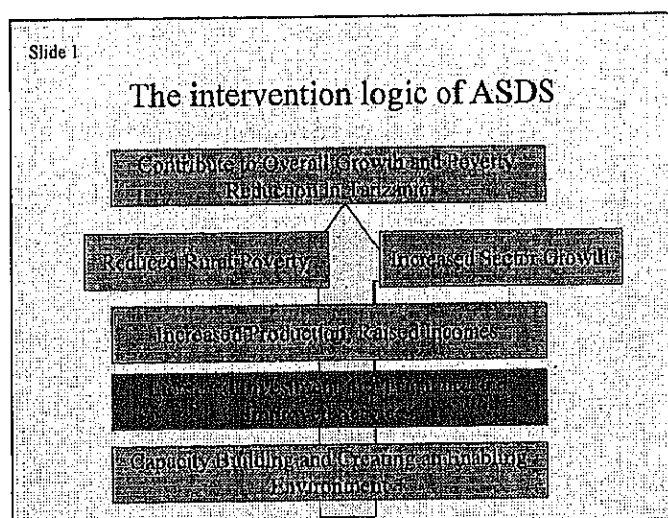 Slide 1
The intervention logic of ASDS
Contribute to Overall Growth and Poverty
Reduction in Tanzania
Reduced Rural Poverty
Increased Sector Growth
Increased Production, Raised Incomes
Capacity Building and Creating an Enabling
Environment